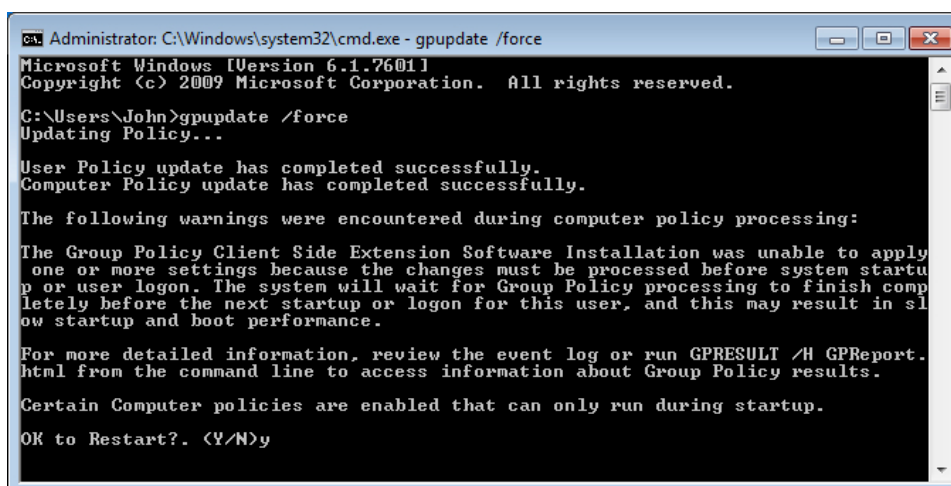 Administrator: C:\Windows\system32\cmd.exe - gpupdate /force
Microsoft Windows [Version 6.1.7601]
Copyright (c) 2009 Microsoft Corporation.  All rights reserved.
C:\Users\John>gpupdate /force
Updating Policy...
User Policy update has completed successfully.
Computer Policy update has completed successfully.
The following warnings were encountered during computer policy processing:
The Group Policy Client Side Extension Software Installation was unable to apply
 one or more settings because the changes must be processed before system startu
p or user logon. The system will wait for Group Policy processing to finish comp
letely before the next startup or logon for this user, and this may result in sl
ow startup and boot performance.
For more detailed information, review the event log or run GPRESULT /H GPReport.
html from the command line to access information about Group Policy results.
Certain Computer policies are enabled that can only run during startup.
OK to Restart?. (Y/N)y